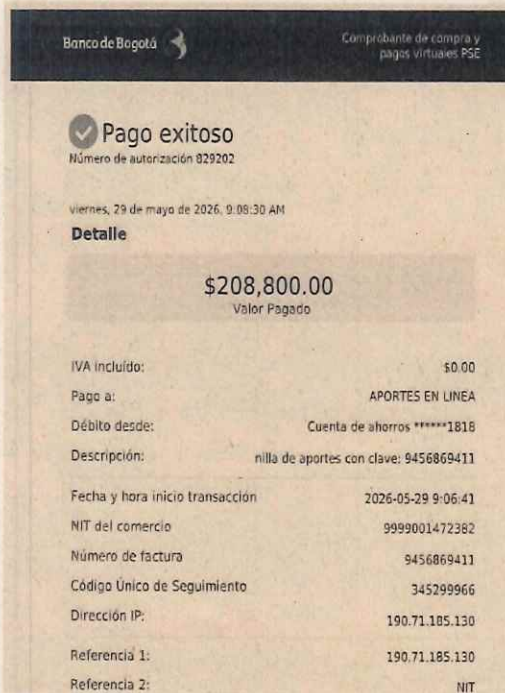 Banco de Bogotá
Comprobante de compra y
pagos virtuales PSE
Pago exitoso
Número de autorización 829202
viernes, 29 de mayo de 2026, 9:08:30 AM
Detalle
$208,800.00
Valor Pagado
IVA incluído: $0.00
Pago a: APORTES EN LINEA
Débito desde: Cuenta de ahorros ******1818
Descripción: nilla de aportes con clave: 9456869411
Fecha y hora inicio transacción 2026-05-29 9:06:41
NIT del comercio 9999001472382
Número de factura 9456869411
Código Único de Seguimiento 345299966
Dirección IP: 190.71.185.130
Referencia 1: 190.71.185.130
Referencia 2: NIT